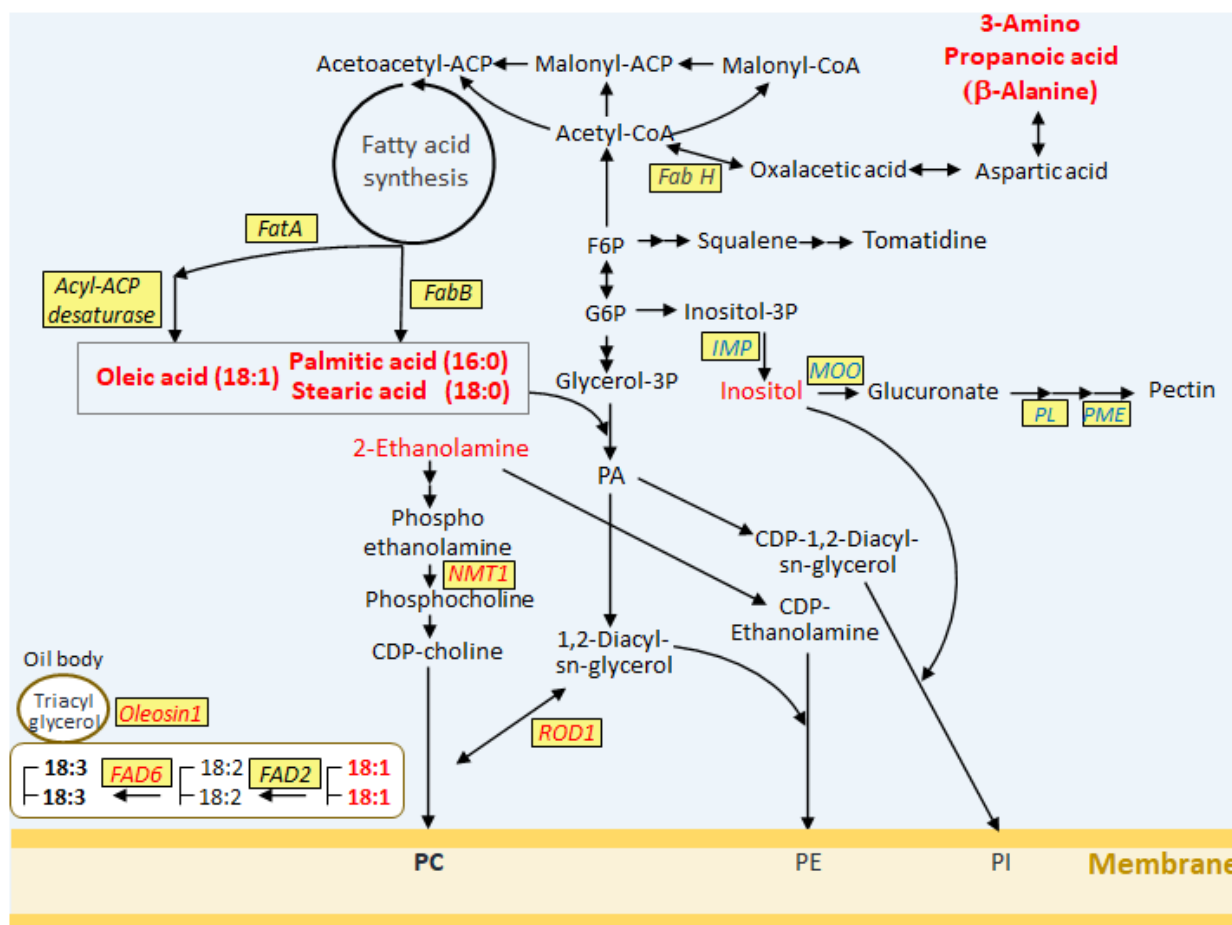 3-Amino
Propanoic acid
(β-Alanine)
Acetoacetyl-ACP
Malonyl-ACP
Malonyl-CoA
Acetyl-CoA
Fatty acid
synthesis
Fab H
Oxalacetic acid
Aspartic acid
FatA
F6P
Squalene
Tomatidine
Acyl-ACP
desaturase
FabB
G6P
Inositol-3P
IMP
MOO
Oleic acid (18:1)
Palmitic acid (16:0)
Stearic acid (18:0)
Glycerol-3P
Inositol
Glucuronate
Pectin
PL
PME
2-Ethanolamine
PA
Phospho
ethanolamine
CDP-1,2-Diacyl-
sn-glycerol
NMT1
Phosphocholine
CDP-
Ethanolamine
CDP-choline
1,2-Diacyl-
sn-glycerol
Oil body
Triacyl
glycerol
Oleosin1
ROD1
18:3
FAD6
18:2
FAD2
18:1
18:3
18:2
18:1
PC
PE
PI
Membrane